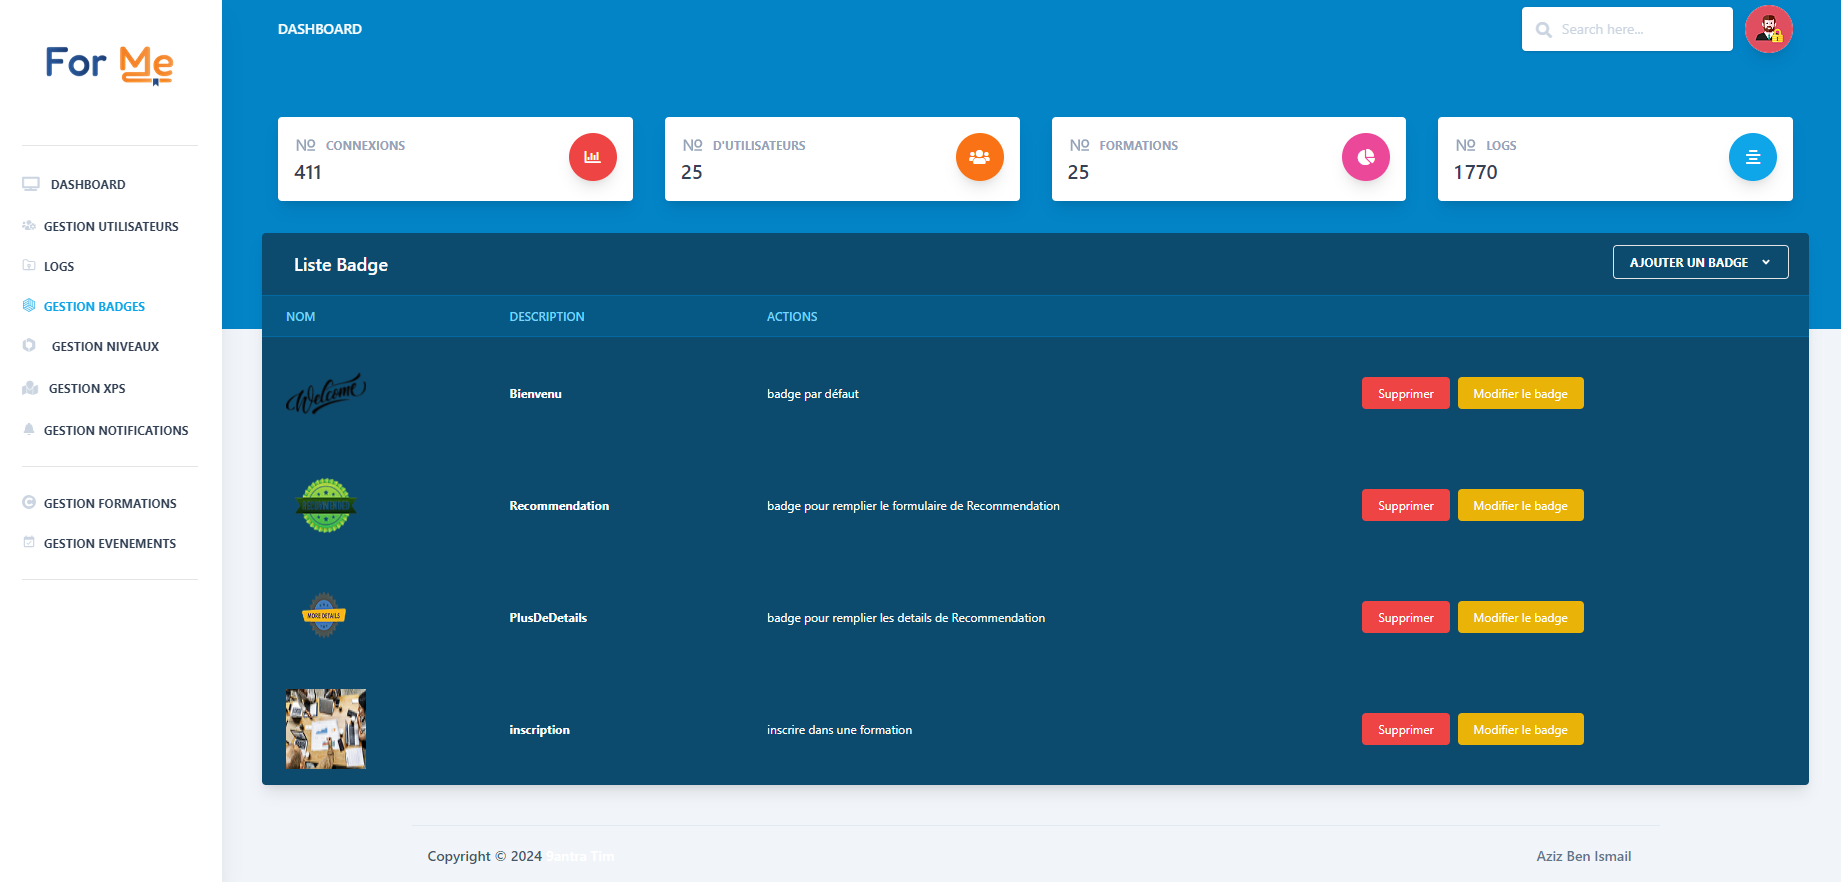 For Me
DASHBOARD
GESTION UTILISATEURS
LOGS
GESTION BADGES
GESTION NIVEAUX
GESTION XPS
GESTION NOTIFICATIONS
GESTION FORMATIONS
GESTION EVENEMENTS
DASHBOARD
Search here...
№ CONNEXIONS
411
№ D'UTILISATEURS
25
№ FORMATIONS
25
№ LOGS
1770
Liste Badge
AJOUTER UN BADGE
NOM DESCRIPTION ACTIONS
Welcome Bienvenu badge par défaut Supprimer Modifier le badge
Recommendation badge pour remplier le formulaire de Recommendation Supprimer Modifier le badge
MORE DETAILS PlusDeDetails badge pour remplier les details de Recommendation Supprimer Modifier le badge
inscription inscrire dans une formation Supprimer Modifier le badge
Copyright © 2024 9antra Tim
Aziz Ben Ismail